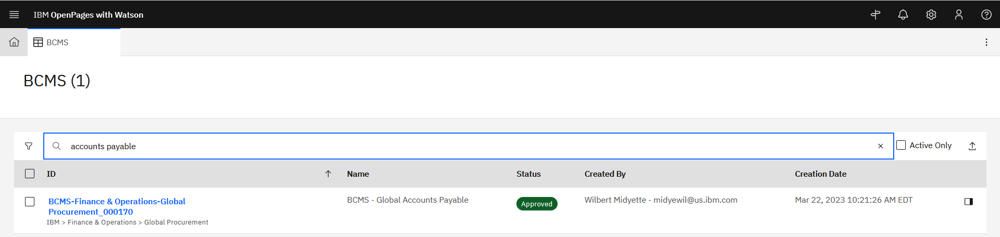 IBM OpenPages with Watson
BCMS
BCMS (1)
accounts payable
Active Only
ID Name Status Created By Creation Date
BCMS-Finance & Operations-Global
Procurement_000170
IBM > Finance & Operations > Global Procurement
BCMS - Global Accounts Payable
Approved
Wilbert Midyette - midyewil@us.ibm.com
Mar 22, 2023 10:21:26 AM EDT